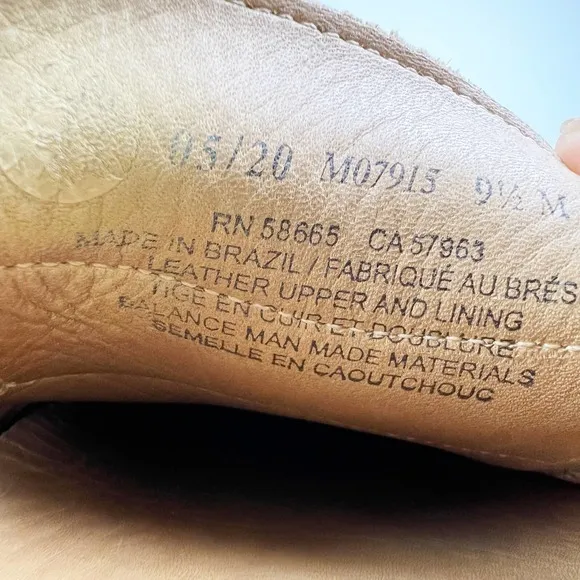 05/20 M07915 9½ M
RN 58665 CA 57963
MADE IN BRAZIL / FABRIQUÉ AU BRÉS
LEATHER UPPER AND LINING
TIGE EN CUIR ET DOUBLURE
BALANCE MAN MADE MATERIALS
SEMELLE EN CAOUTCHOUC